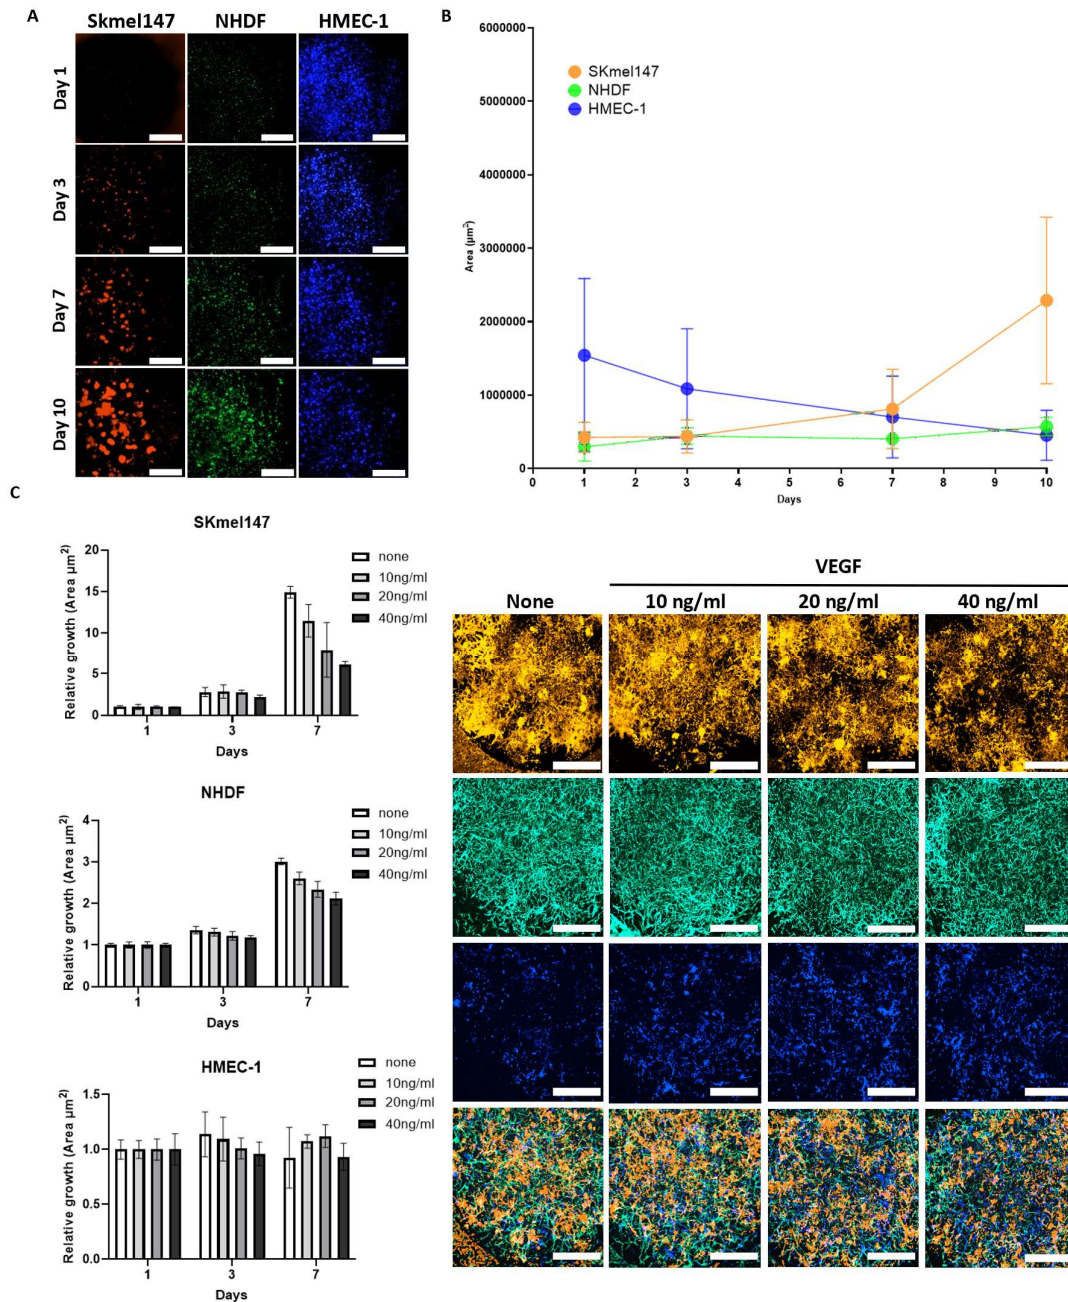 A
Skmel147 NHDF HMEC-1
Day 1
Day 3
Day 7
Day 10
B
6000000
5000000
4000000
3000000
2000000
1000000
0
Area (µm²)
SKmel147
NHDF
HMEC-1
0 1 2 3 4 5 6 7 8 9 10
Days
C
SKmel147
Relative growth (Area µm²)
20
15
10
5
0
none
10ng/ml
20ng/ml
40ng/ml
1 3 7
Days
NHDF
Relative growth (Area µm²)
4
3
2
1
0
none
10ng/ml
20ng/ml
40ng/ml
1 3 7
Days
HMEC-1
Relative growth (Area µm²)
1.5
1.0
0.5
0.0
none
10ng/ml
20ng/ml
40ng/ml
1 3 7
Days
VEGF
None 10 ng/ml 20 ng/ml 40 ng/ml